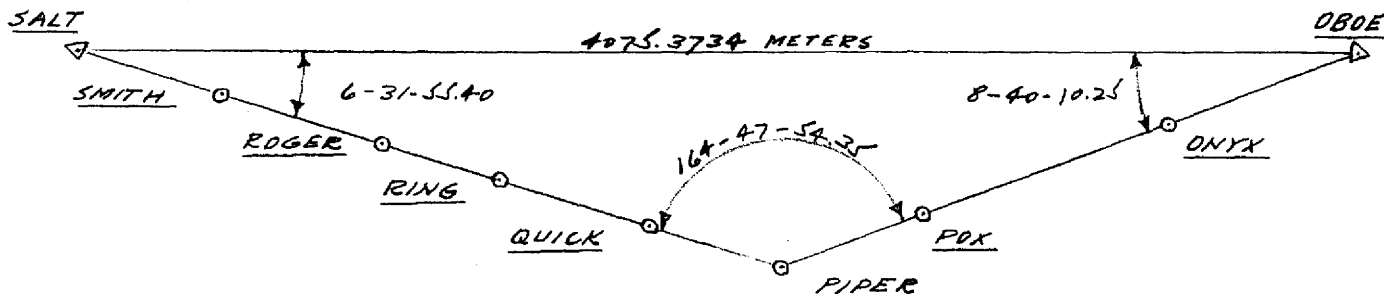 SALT
OBOE
4075.3734 METERS
6-31-55.40
8-40-10.25
SMITH
ONYX
164-47-54.35
ROGER
RING
QUICK
POX
PIPER